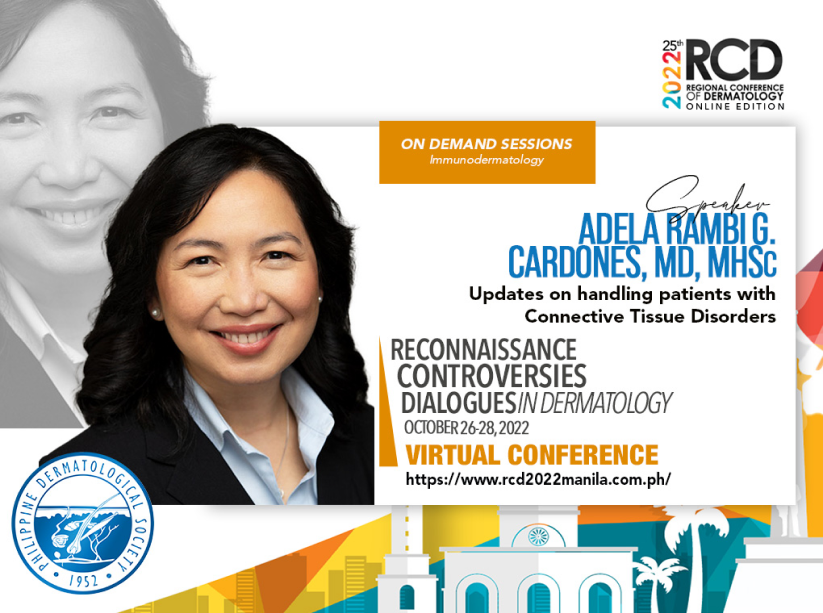 25th
2022
RCD
REGIONAL CONFERENCE
OF DERMATOLOGY
ONLINE EDITION
ON DEMAND SESSIONS
Immunodermatology
Speaker
ADELA RAMBI G.
CARDONES, MD, MHSc
Updates on handling patients with
Connective Tissue Disorders
RECONNAISSANCE
CONTROVERSIES
DIALOGUES IN DERMATOLOGY
OCTOBER 26-28, 2022
VIRTUAL CONFERENCE
https://www.rcd2022manila.com.ph/
PHILIPPINE DERMATOLOGICAL SOCIETY
• 1952 •